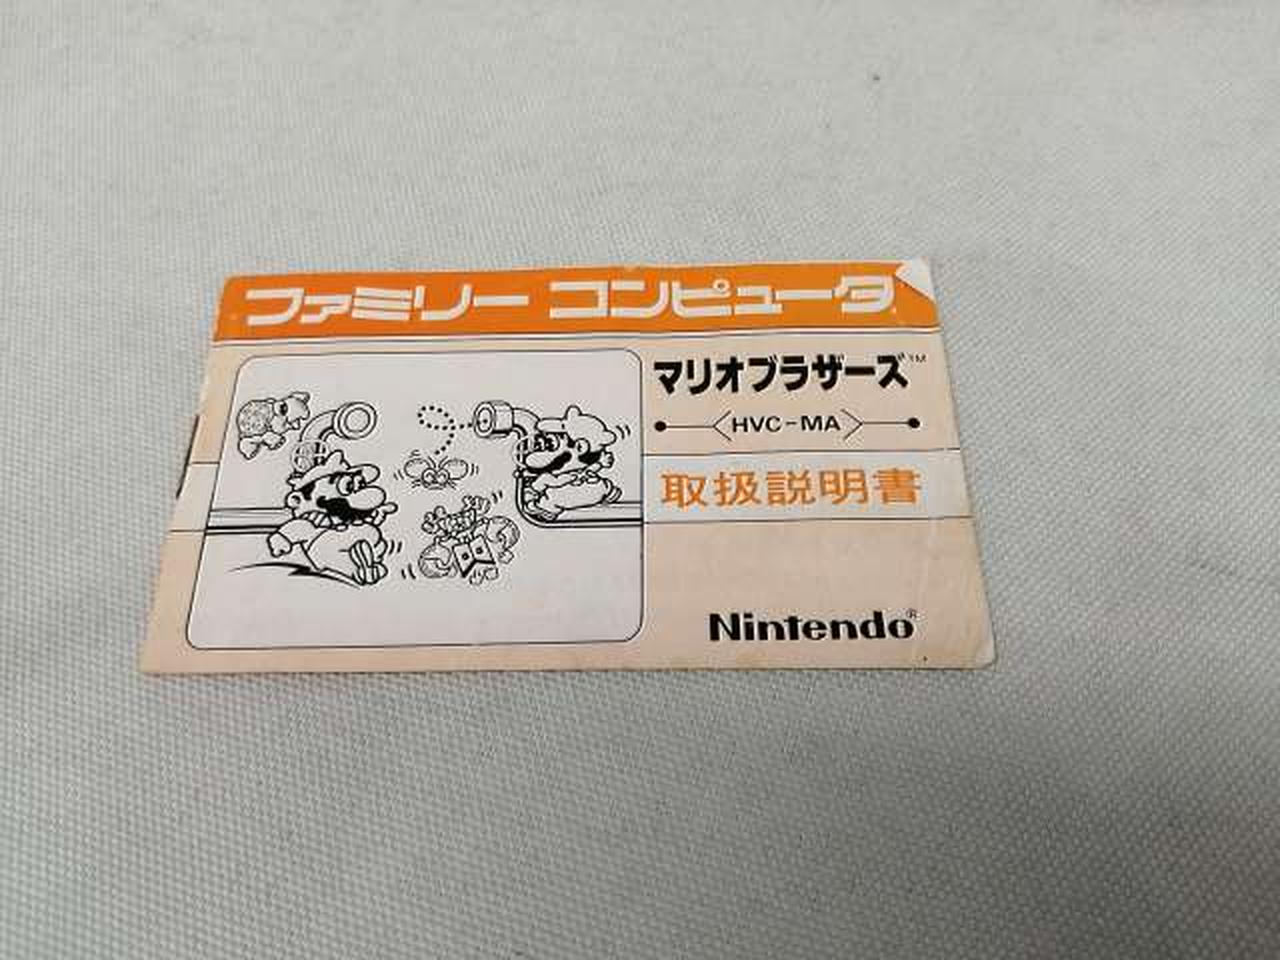 ファミリー コンピュータ
マリオブラザーズ™
HVC-MA
取扱説明書
Nintendo®